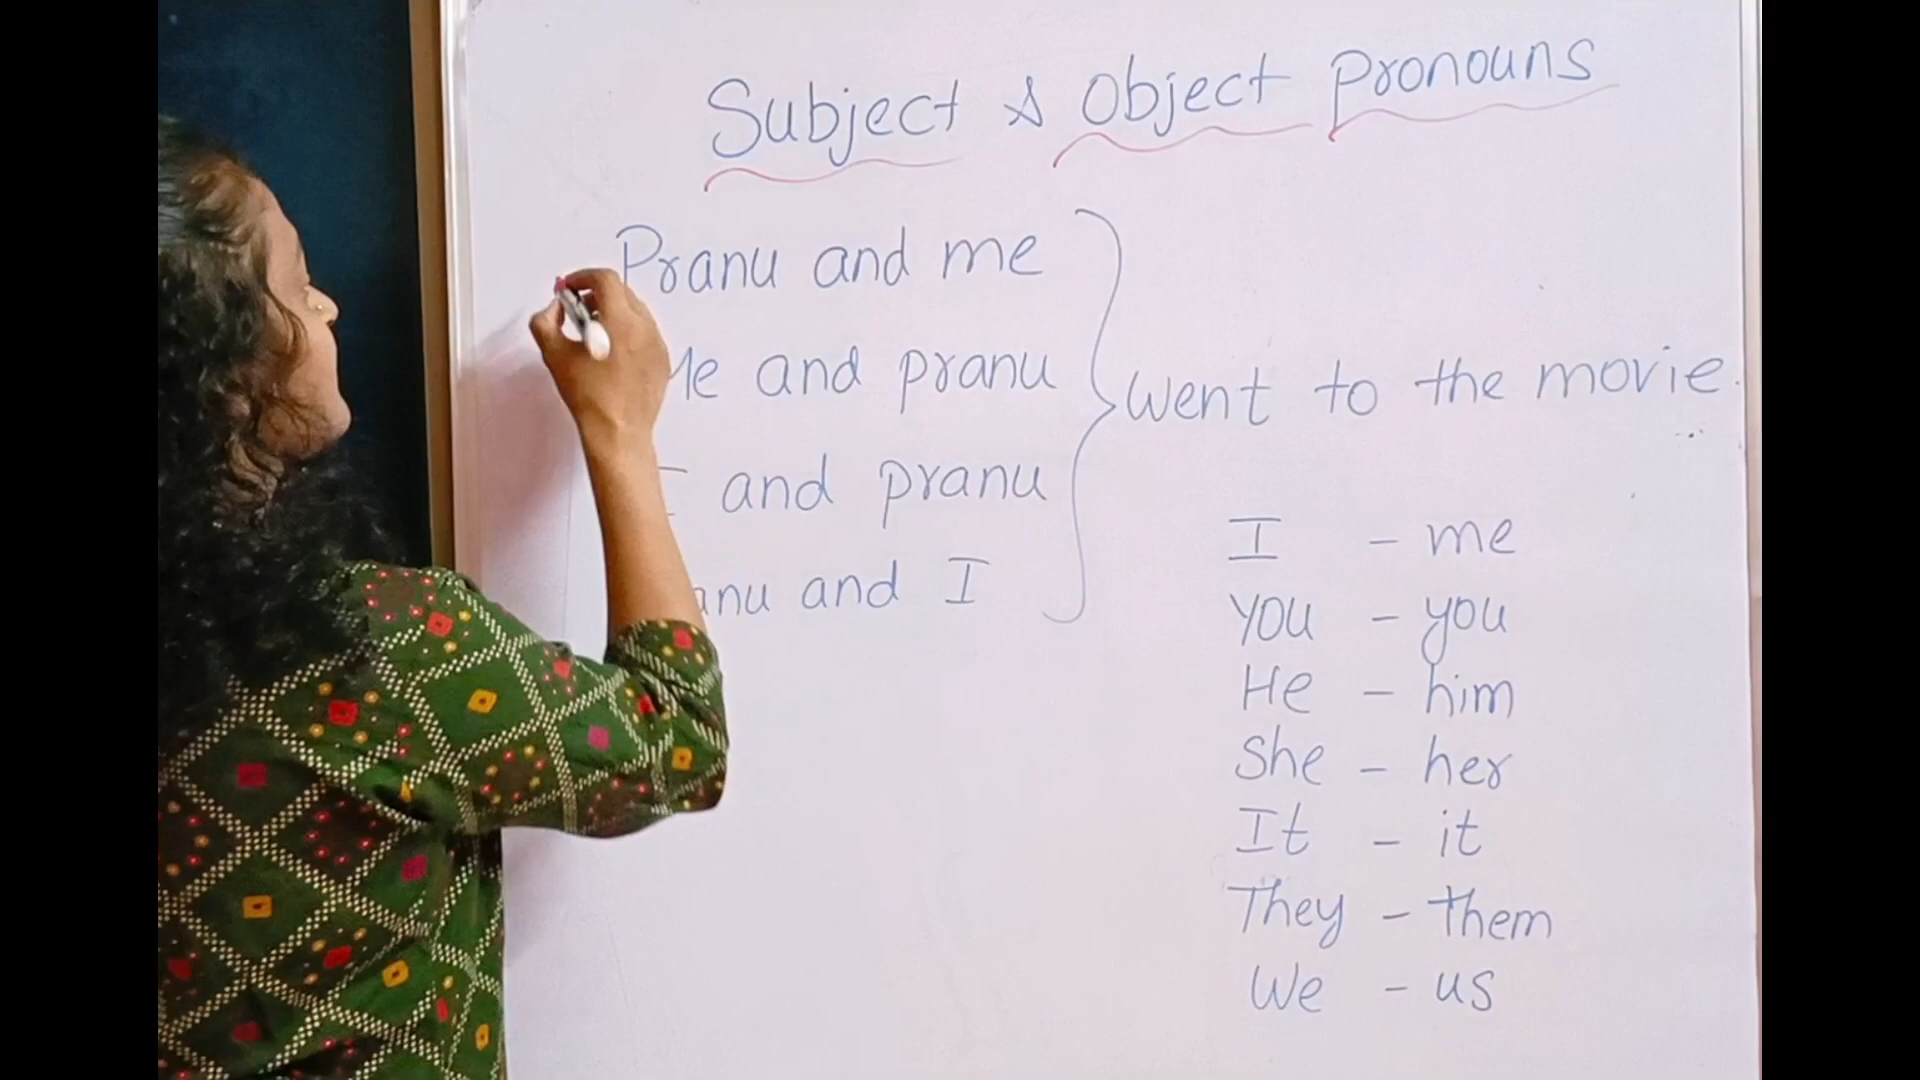 Subject & Object pronouns
Pranu and me
Me and pranu
I and pranu
and I
went to the movie.
I - me
you - you
He - him
She - her
It - it
They - them
We - us